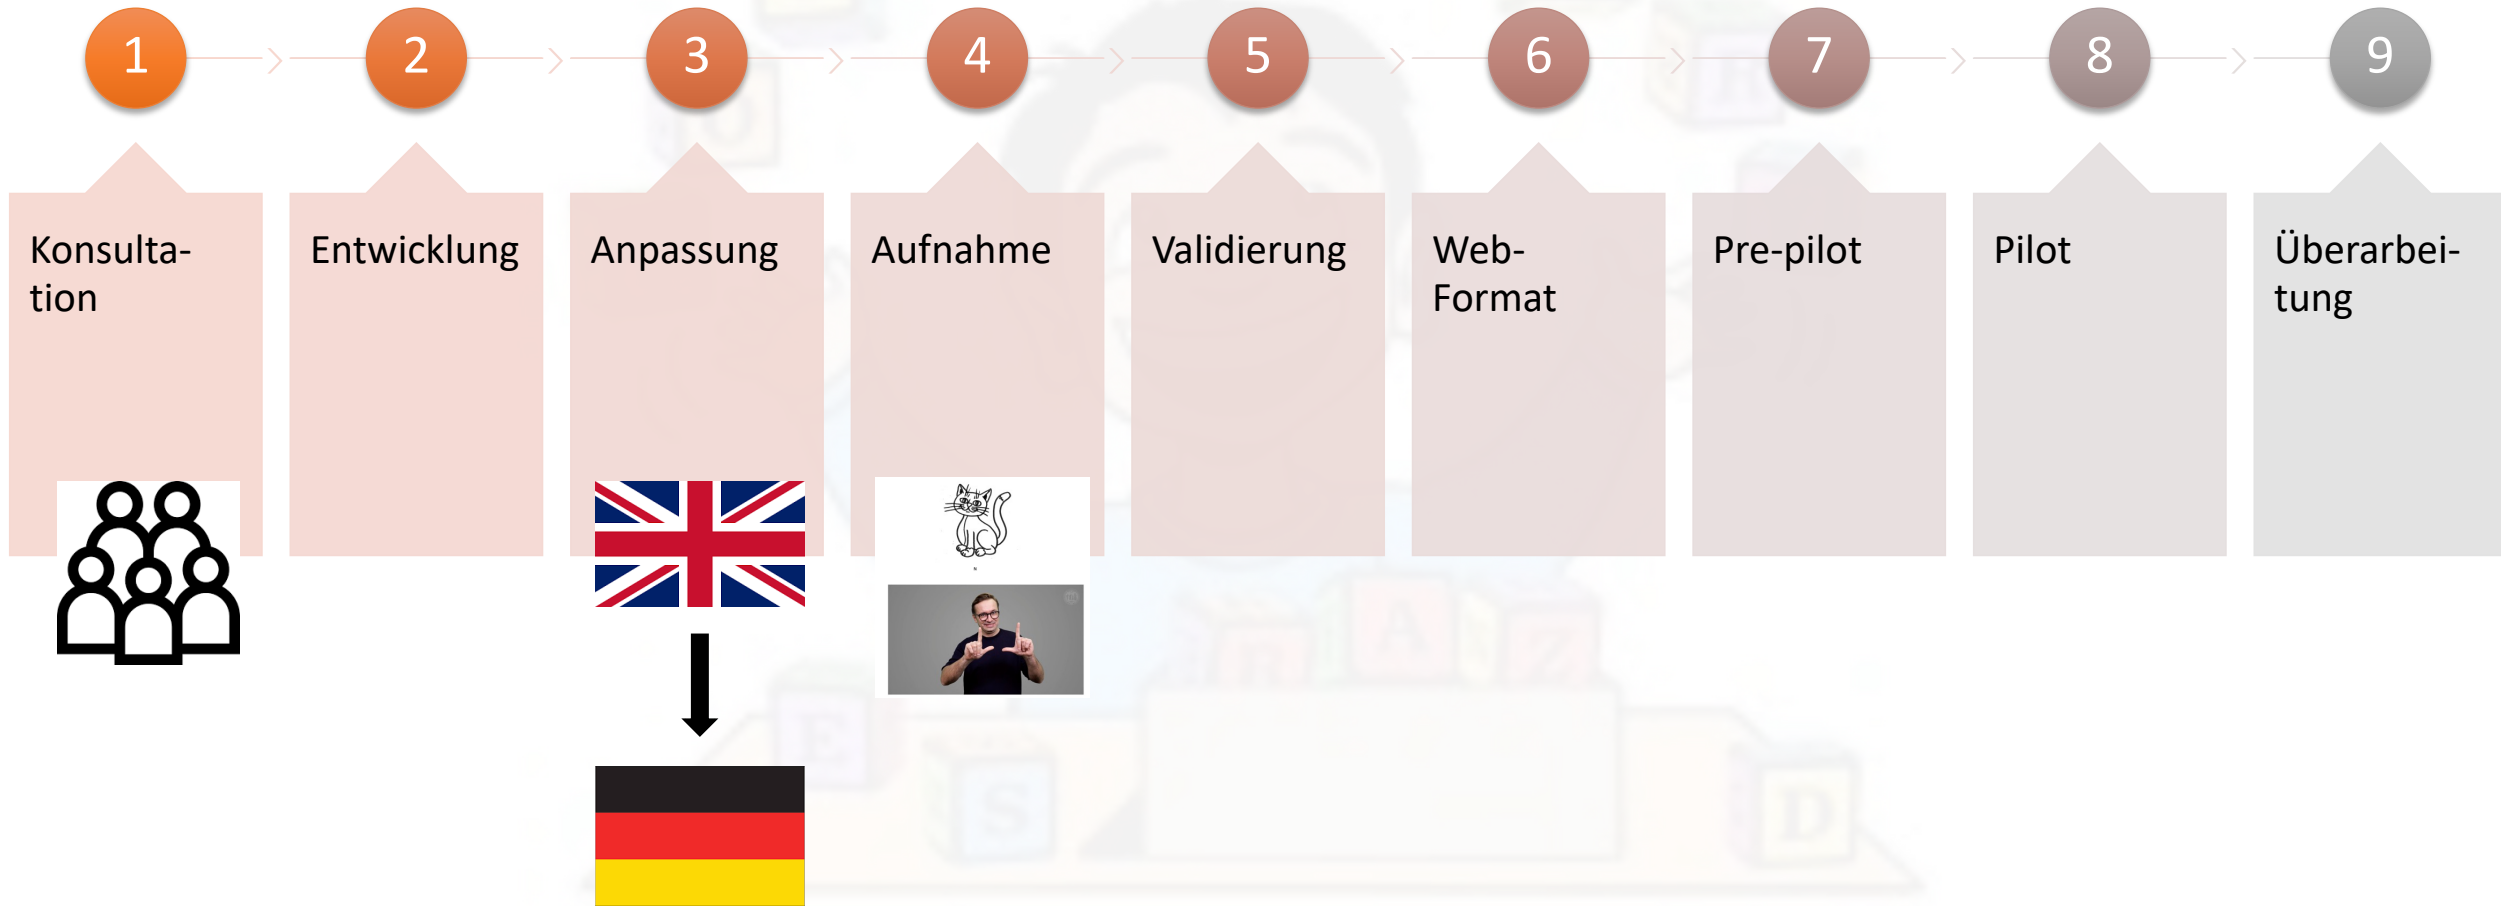 1
2
3
4
5
6
7
8
9
Konsulta-
tion
Entwicklung
Anpassung
Aufnahme
Validierung
Web-
Format
Pre-pilot
Pilot
Überarbei-
tung
E
S
A
Z
D